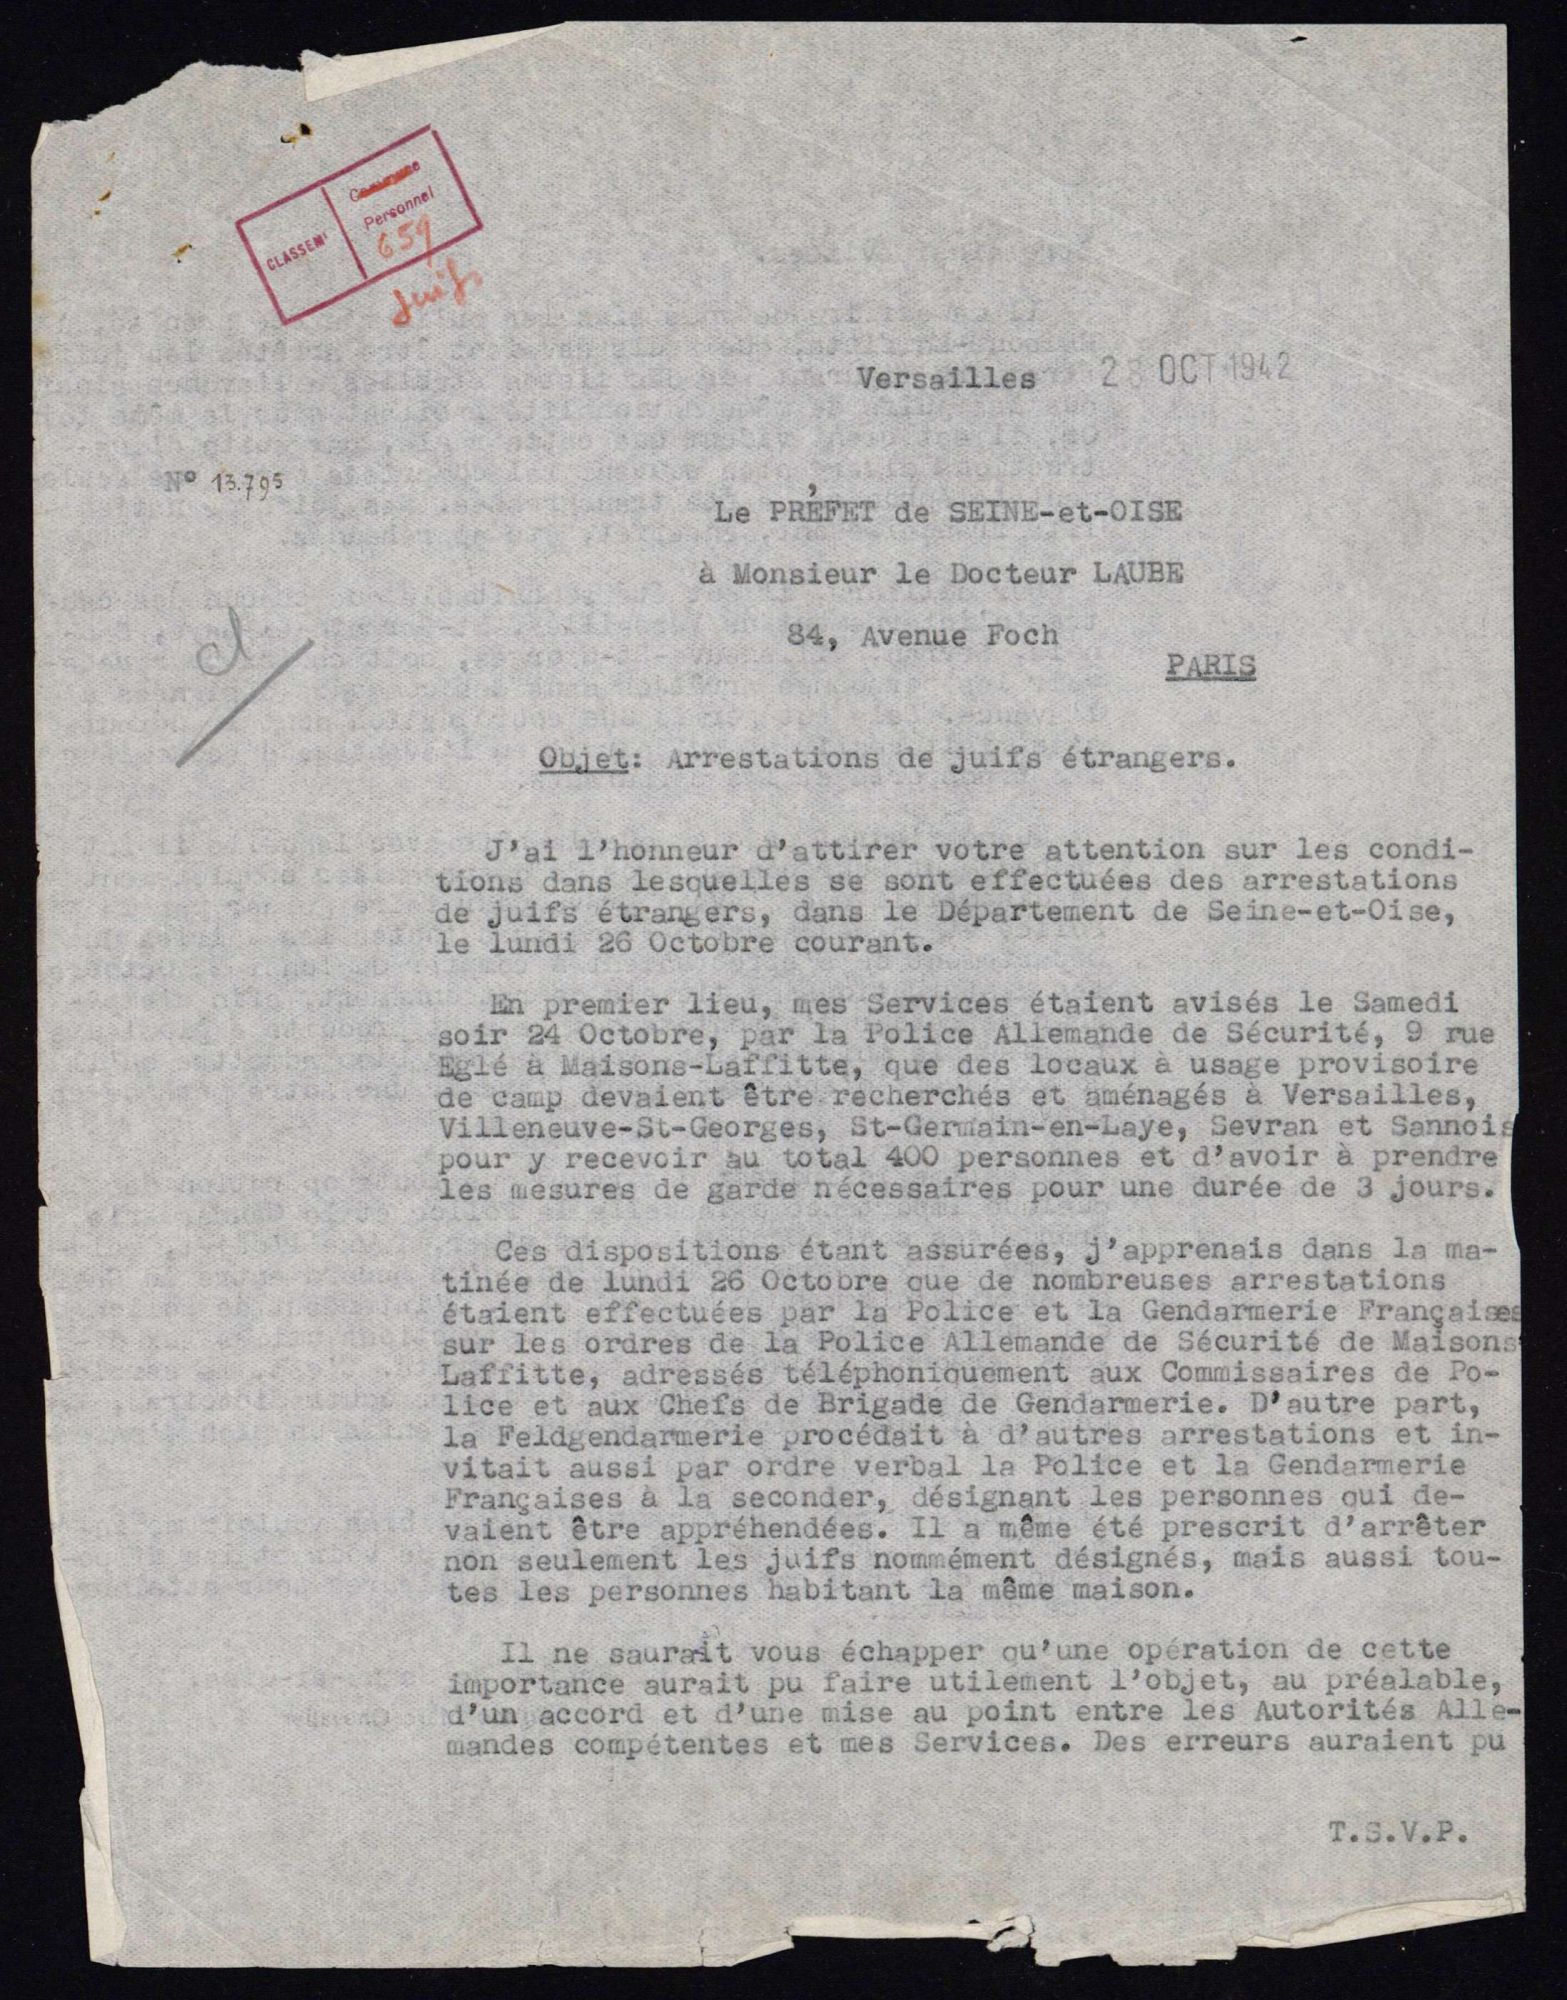 CLASSEMt
Commune
Personnel
659
Juifs
Versailles 28 OCT 1942
N° 13.795
Le PRÉFET de SEINE-et-OISE
à Monsieur le Docteur LAUBE
84, Avenue Foch
PARIS
Objet: Arrestations de juifs étrangers.
J'ai l'honneur d'attirer votre attention sur les condi-
tions dans lesquelles se sont effectuées des arrestations
de juifs étrangers, dans le Département de Seine-et-Oise,
le lundi 26 Octobre courant.
En premier lieu, mes Services étaient avisés le Samedi
soir 24 Octobre, par la Police Allemande de Sécurité, 9 rue
Eglé à Maisons-Laffitte, que des locaux à usage provisoire
de camp devaient être recherchés et aménagés à Versailles,
Villeneuve-St-Georges, St-Germain-en-Laye, Sevran et Sannois
pour y recevoir au total 400 personnes et d'avoir à prendre
les mesures de garde nécessaires pour une durée de 3 jours.
Ces dispositions étant assurées, j'apprenais dans la ma-
tinée de lundi 26 Octobre que de nombreuses arrestations
étaient effectuées par la Police et la Gendarmerie Françaises
sur les ordres de la Police Allemande de Sécurité de Maisons
Laffitte, adressés téléphoniquement aux Commissaires de Po-
lice et aux Chefs de Brigade de Gendarmerie. D'autre part,
la Feldgendarmerie procédait à d'autres arrestations et in-
vitait aussi par ordre verbal la Police et la Gendarmerie
Françaises à la seconder, désignant les personnes qui de-
vaient être appréhendées. Il a même été prescrit d'arrêter
non seulement les juifs nommément désignés, mais aussi tou-
tes les personnes habitant la même maison.
Il ne saurait vous échapper qu'une opération de cette
importance aurait pu faire utilement l'objet, au préalable,
d'un accord et d'une mise au point entre les Autorités Alle-
mandes compétentes et mes Services. Des erreurs auraient pu
T.S.V.P.